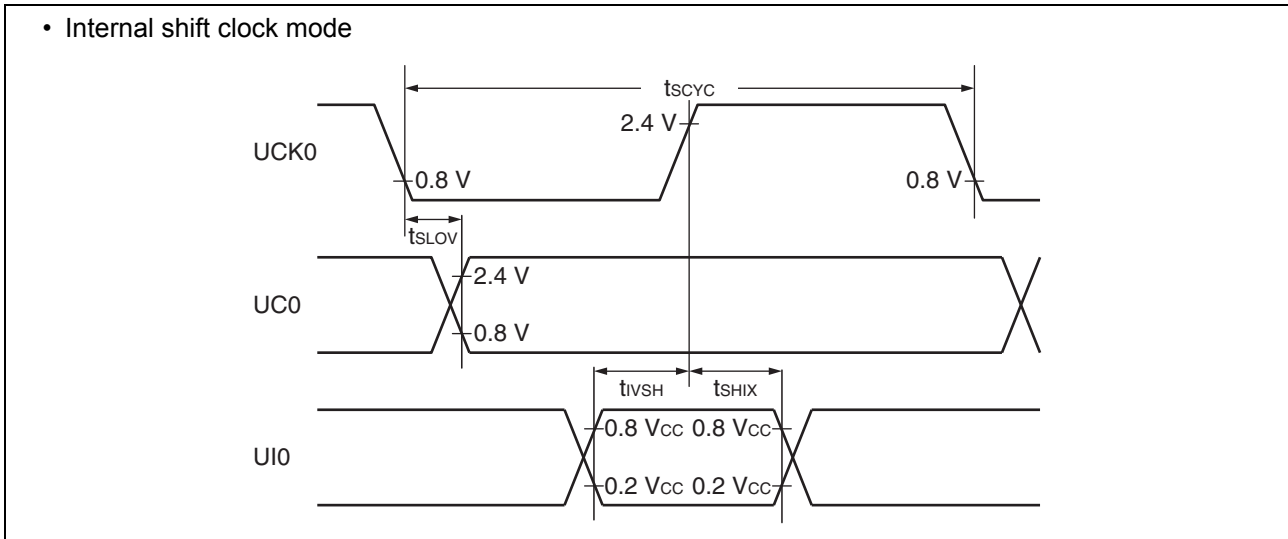 • Internal shift clock mode
tSCYC
2.4 V
UCK0
0.8 V
0.8 V
tSLOV
2.4 V
UC0
0.8 V
tIVSH
tSHIX
0.8 VCC
0.8 VCC
UI0
0.2 VCC
0.2 VCC